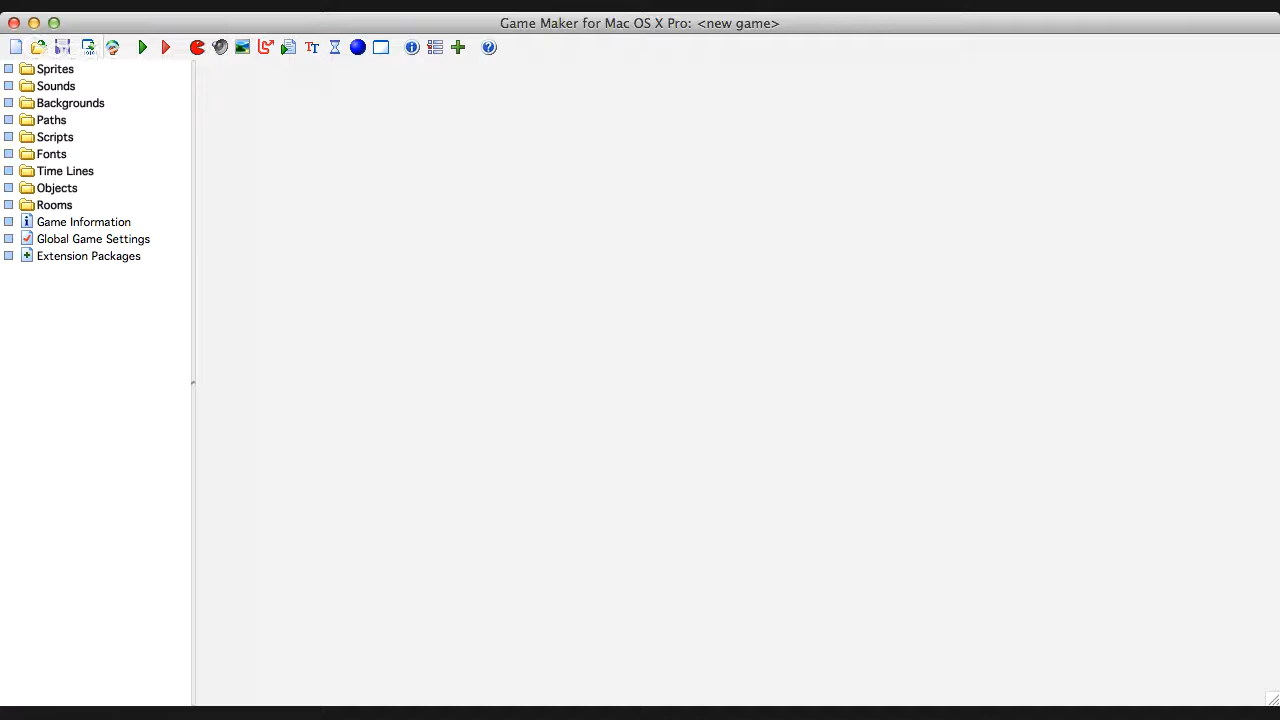 Game Maker for Mac OS X Pro: <new game>
Sprites
Sounds
Backgrounds
Paths
Scripts
Fonts
Time Lines
Objects
Rooms
Game Information
Global Game Settings
Extension Packages